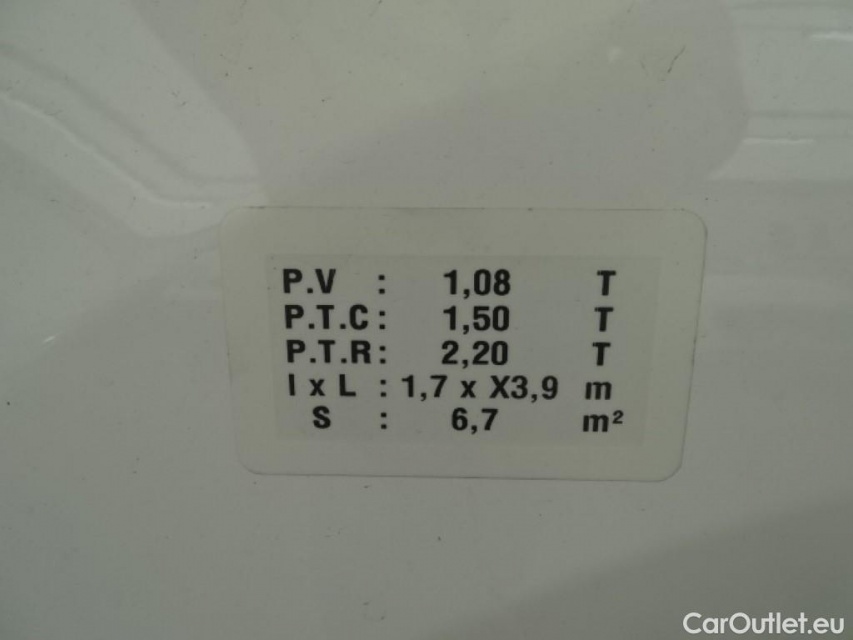 P.V : 1,08 T
P.T.C: 1,50 T
P.T.R: 2,20 T
l x L : 1,7 x X3,9 m
S : 6,7 m²
CarOutlet.eu